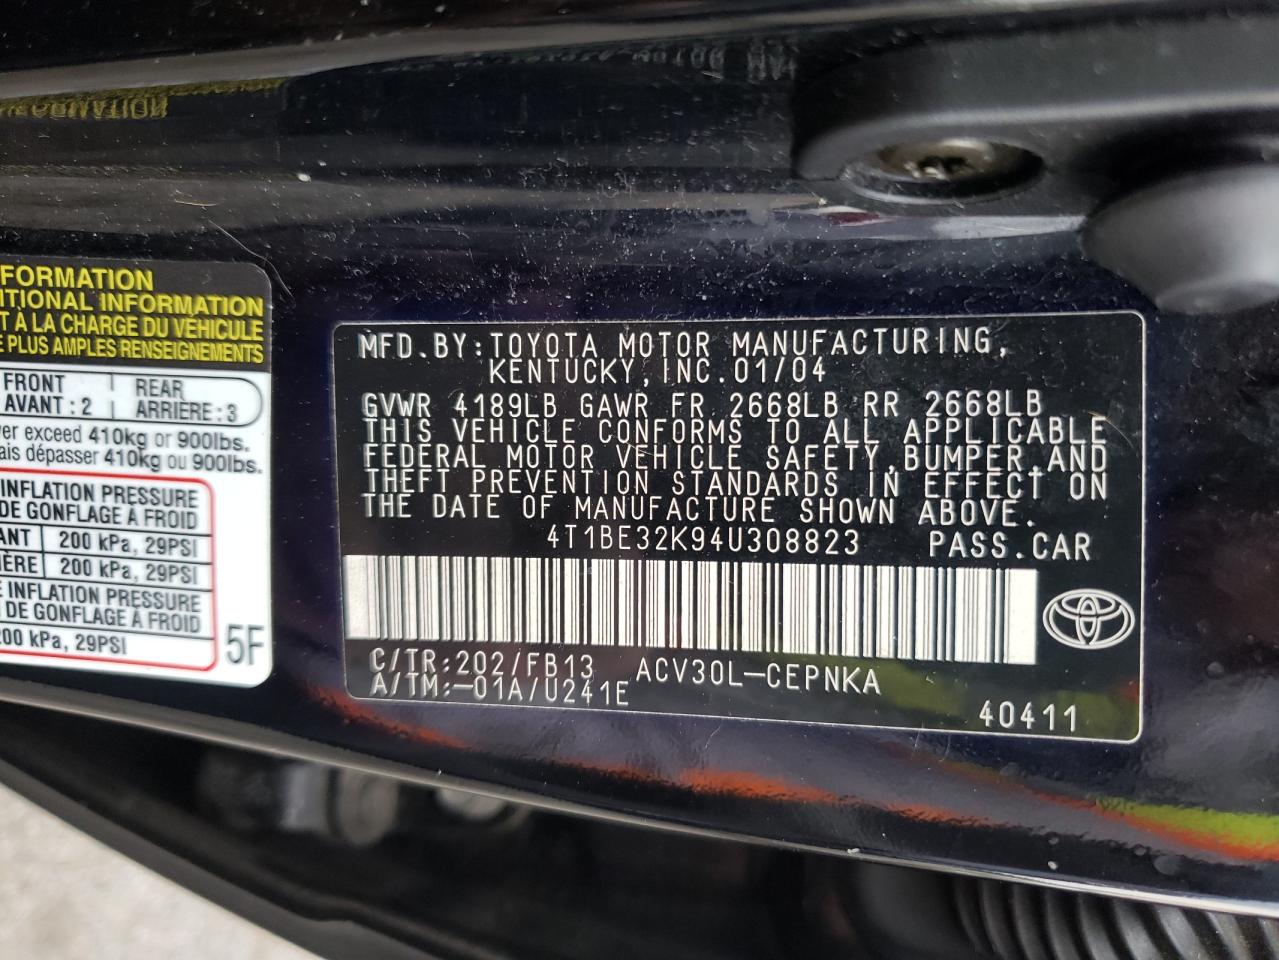 FORMATION
ITIONAL INFORMATION
T À LA CHARGE DU VÉHICULE
E PLUS AMPLES RENSEIGNEMENTS
FRONT
AVANT : 2
REAR
ARRIERE : 3
ver exceed 410kg or 900lbs.
ais dépasser 410kg ou 900lbs.
INFLATION PRESSURE
DE GONFLAGE À FROID
ANT 200 kPa, 29PSI
IÈRE 200 kPa, 29PSI
E INFLATION PRESSURE
DE GONFLAGE À FROID
200 kPa, 29PSI
5F
MFD.BY:TOYOTA MOTOR MANUFACTURING,
KENTUCKY,INC.01/04
GVWR 4189LB GAWR FR 2668LB RR 2668LB
THIS VEHICLE CONFORMS TO ALL APPLICABLE
FEDERAL MOTOR VEHICLE SAFETY,BUMPER,AND
THEFT PREVENTION STANDARDS IN EFFECT ON
THE DATE OF MANUFACTURE SHOWN ABOVE.
4T1BE32K94U308823 PASS.CAR
C/TR:202/FB13 ACV30L-CEPNKA
A/TM:-01A/U241E
40411